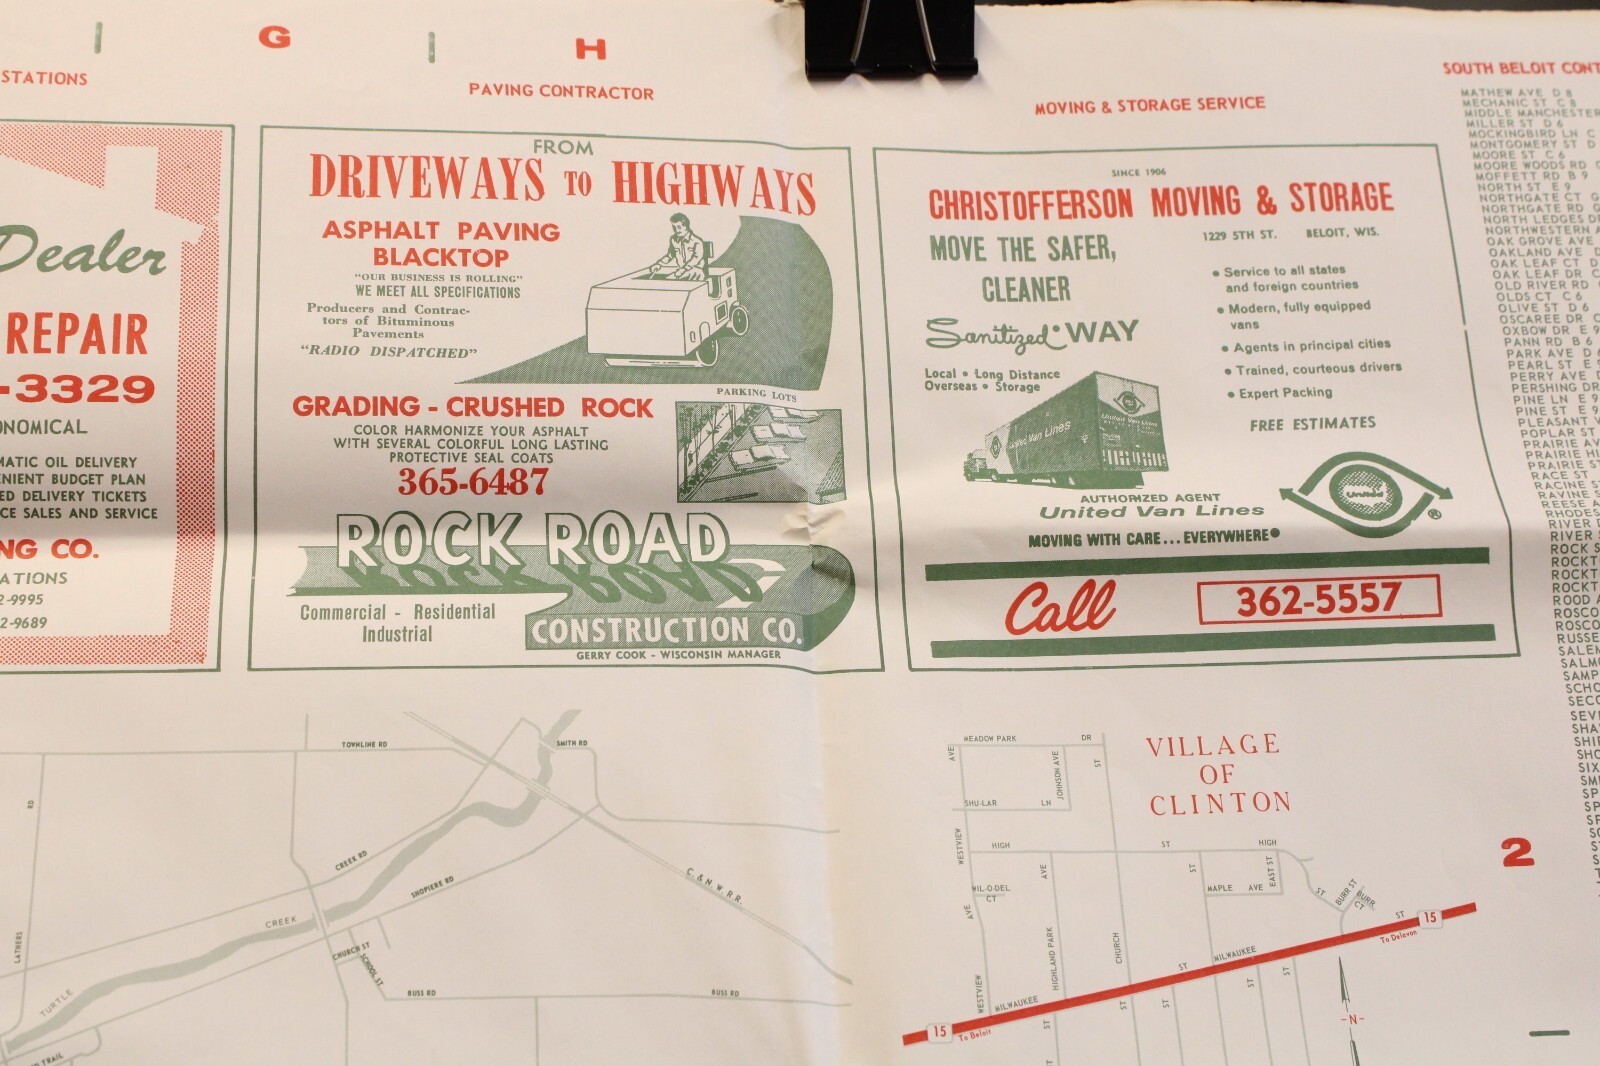 G
H
STATIONS
PAVING CONTRACTOR
MOVING & STORAGE SERVICE
SOUTH BELOIT CONT
Dealer
REPAIR
-3329
ONOMICAL
MATIC OIL DELIVERY
ENIENT BUDGET PLAN
ED DELIVERY TICKETS
CE SALES AND SERVICE
NG CO.
ATIONS
2-9995
2-9689
FROM
DRIVEWAYS TO HIGHWAYS
ASPHALT PAVING
BLACKTOP
"OUR BUSINESS IS ROLLING"
WE MEET ALL SPECIFICATIONS
Producers and Contrac-
tors of Bituminous
Pavements
"RADIO DISPATCHED"
PARKING LOTS
GRADING - CRUSHED ROCK
COLOR HARMONIZE YOUR ASPHALT
WITH SEVERAL COLORFUL LONG LASTING
PROTECTIVE SEAL COATS
365-6487
ROCK ROAD
Commercial - Residential
Industrial
CONSTRUCTION CO.
GERRY COOK - WISCONSIN MANAGER
SINCE 1906
CHRISTOFFERSON MOVING & STORAGE
1229 5TH ST. BELOIT, WIS.
MOVE THE SAFER,
CLEANER
Sanitized WAY
Local • Long Distance
Overseas • Storage
• Service to all states
and foreign countries
• Modern, fully equipped
vans
• Agents in principal cities
• Trained, courteous drivers
• Expert Packing
FREE ESTIMATES
United Van Lines
United Van Lines
AUTHORIZED AGENT
United Van Lines
MOVING WITH CARE...EVERYWHERE
United
®
Call
362-5557
MATHEW AVE D 8
MECHANIC ST C 8
MIDDLE MANCHESTER
MILLER ST D 6
MOCKINGBIRD LN C
MONTGOMERY ST D
MOORE ST C 6
MOORE WOODS RD
MOFFETT RD B 9
NORTH ST E 9
NORTHGATE CT G
NORTHGATE RD G
NORTH LEDGES DR
NORTHWESTERN A
OAK GROVE AVE
OAKLAND AVE D
OAK LEAF CT D
OAK LEAF DR C
OLD RIVER RD
OLDS CT C 6
OLIVE ST D 6
OSCAREE DR C
OXBOW DR E 9
PANN RD B 6
PARK AVE D 6
PEARL ST E
PERRY AVE
PERSHING DR
PINE LN E 9
PINE ST E 9
PLEASANT
POPLAR ST
PRAIRIE AV
PRAIRIE HI
PRAIRIE ST
RACE ST
RACINE S
RAVINE S
REESE A
RHODES
RIVER
RIVER
ROCK S
ROCKT
ROCKT
ROCKT
ROOD A
ROSCO
ROSCO
RUSSE
SALEM
SALMO
SAMP
SCHO
SECO
SEVE
SHA
SHI
SHO
SIX
SM
SP
SP
TOWNLINE RD
SMITH RD
RD
CREEK RD
SHOPIERE RD
C. & N.W. R.R.
CREEK
LATHERS
CHURCH ST
SCHOOL ST
TURTLE
BUSS RD
BUSS RD
TRAIL
VILLAGE
OF
CLINTON
MEADOW PARK DR
AVE
JOHNSON AVE
ST
SHU-LAR LN
WESTVIEW
HIGH ST HIGH
ST
AVE
ST
EAST ST
MAPLE AVE
WIL-O-DEL
CT
AVE
BURR ST
BURR
CT
ST
15
To Delavan
HIGHLAND PARK
CHURCH
ST
MILWAUKEE
WESTVIEW
MILWAUKEE
ST
ST
ST
ST
ST
15
To Beloit
-N-
2